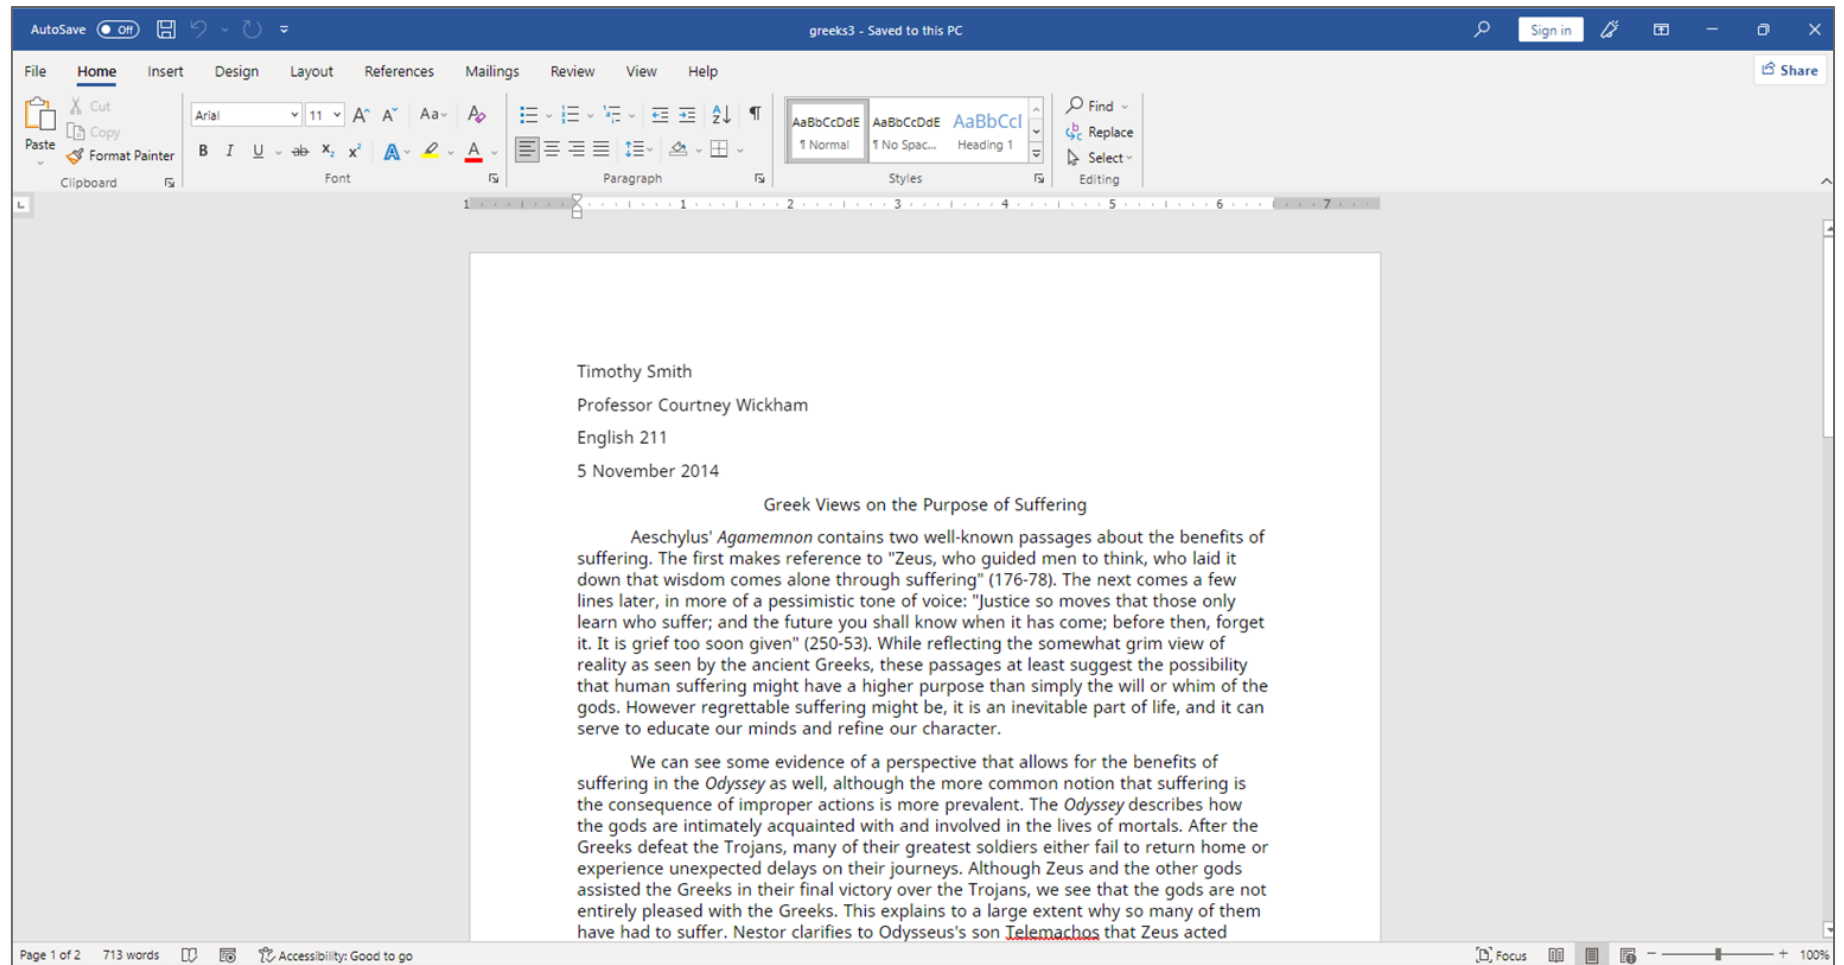 AutoSave Off greeks3 - Saved to this PC Sign in
File Home Insert Design Layout References Mailings Review View Help Share
Paste Cut Copy Format Painter
Clipboard
Arial 11 Aa
B I U ab x₂ x² A A
Font
Paragraph
AaBbCcDdE AaBbCcDdE AaBbCcI
¶ Normal ¶ No Spac... Heading 1
Styles
Find
Replace
Select
Editing
1 1 2 3 4 5 6 7
Timothy Smith
Professor Courtney Wickham
English 211
5 November 2014
Greek Views on the Purpose of Suffering
Aeschylus' Agamemnon contains two well-known passages about the benefits of
suffering. The first makes reference to "Zeus, who guided men to think, who laid it
down that wisdom comes alone through suffering" (176-78). The next comes a few
lines later, in more of a pessimistic tone of voice: "Justice so moves that those only
learn who suffer; and the future you shall know when it has come; before then, forget
it. It is grief too soon given" (250-53). While reflecting the somewhat grim view of
reality as seen by the ancient Greeks, these passages at least suggest the possibility
that human suffering might have a higher purpose than simply the will or whim of the
gods. However regrettable suffering might be, it is an inevitable part of life, and it can
serve to educate our minds and refine our character.
We can see some evidence of a perspective that allows for the benefits of
suffering in the Odyssey as well, although the more common notion that suffering is
the consequence of improper actions is more prevalent. The Odyssey describes how
the gods are intimately acquainted with and involved in the lives of mortals. After the
Greeks defeat the Trojans, many of their greatest soldiers either fail to return home or
experience unexpected delays on their journeys. Although Zeus and the other gods
assisted the Greeks in their final victory over the Trojans, we see that the gods are not
entirely pleased with the Greeks. This explains to a large extent why so many of them
have had to suffer. Nestor clarifies to Odysseus's son Telemachos that Zeus acted
Page 1 of 2 713 words Accessibility: Good to go Focus 100%